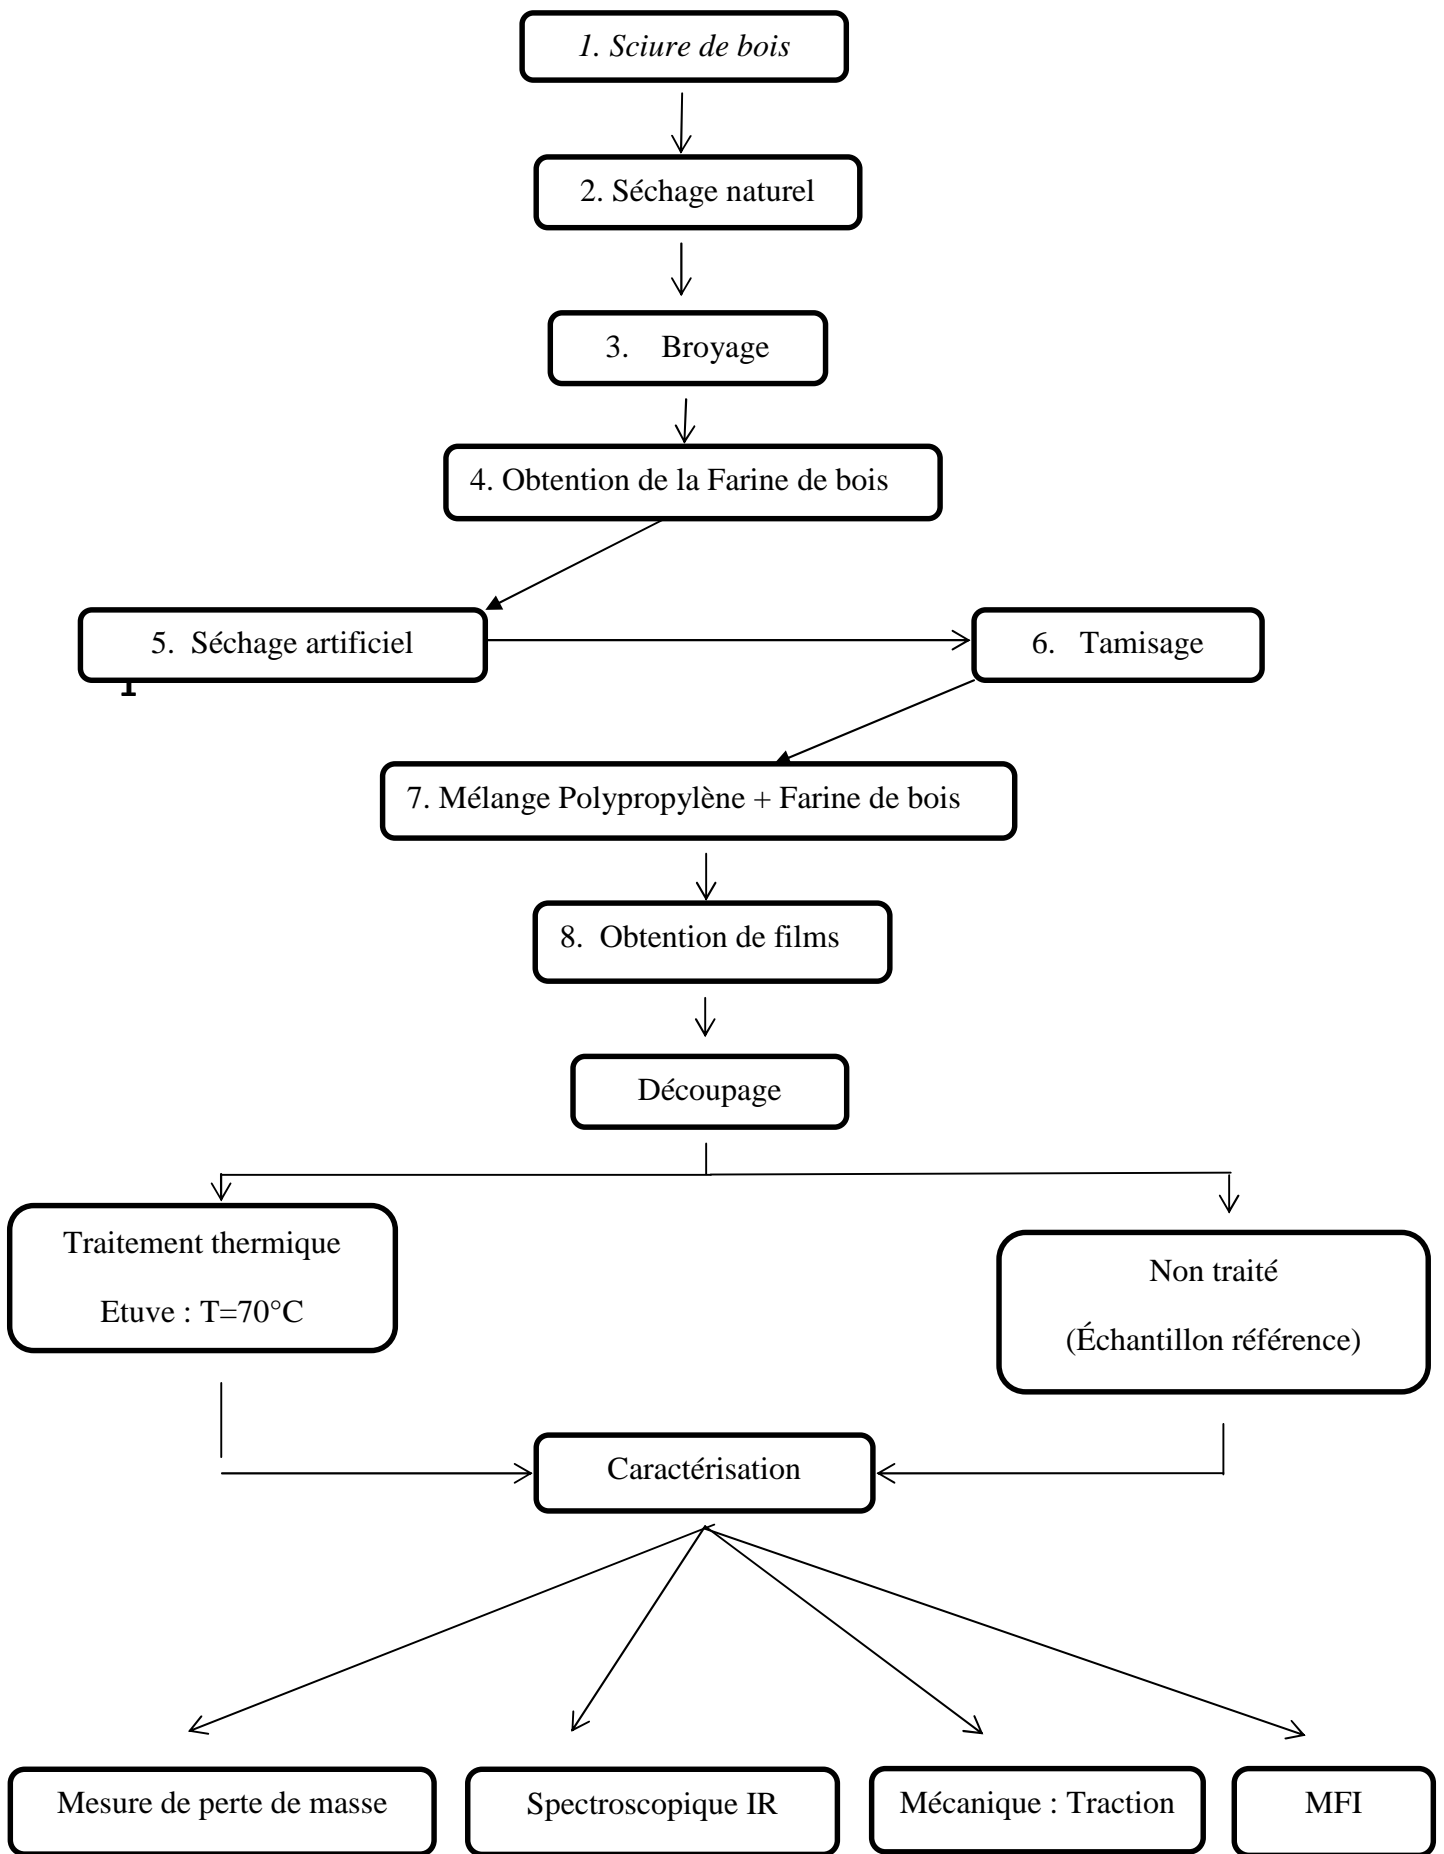 1. Sciure de bois
2. Séchage naturel
3. Broyage
4. Obtention de la Farine de bois
5. Séchage artificiel
6. Tamisage
7. Mélange Polypropylène + Farine de bois
8. Obtention de films
Découpage
Traitement thermique
Etuve : T=70°C
Non traité
(Échantillon référence)
Caractérisation
Mesure de perte de masse
Spectroscopique IR
Mécanique : Traction
MFI